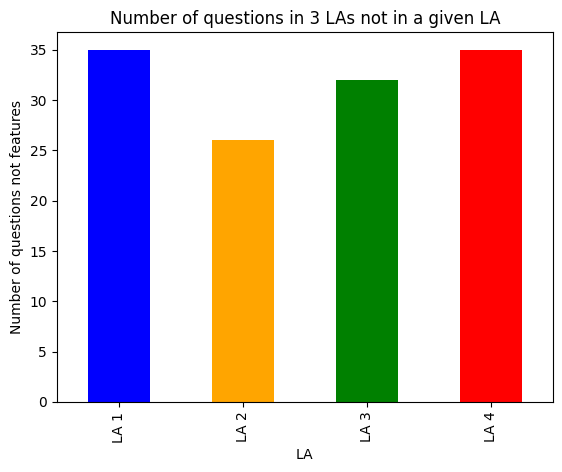 Number of questions in 3 LAs not in a given LA
Number of questions not features
35
30
25
20
15
10
5
0
LA 1
LA 2
LA 3
LA 4
LA